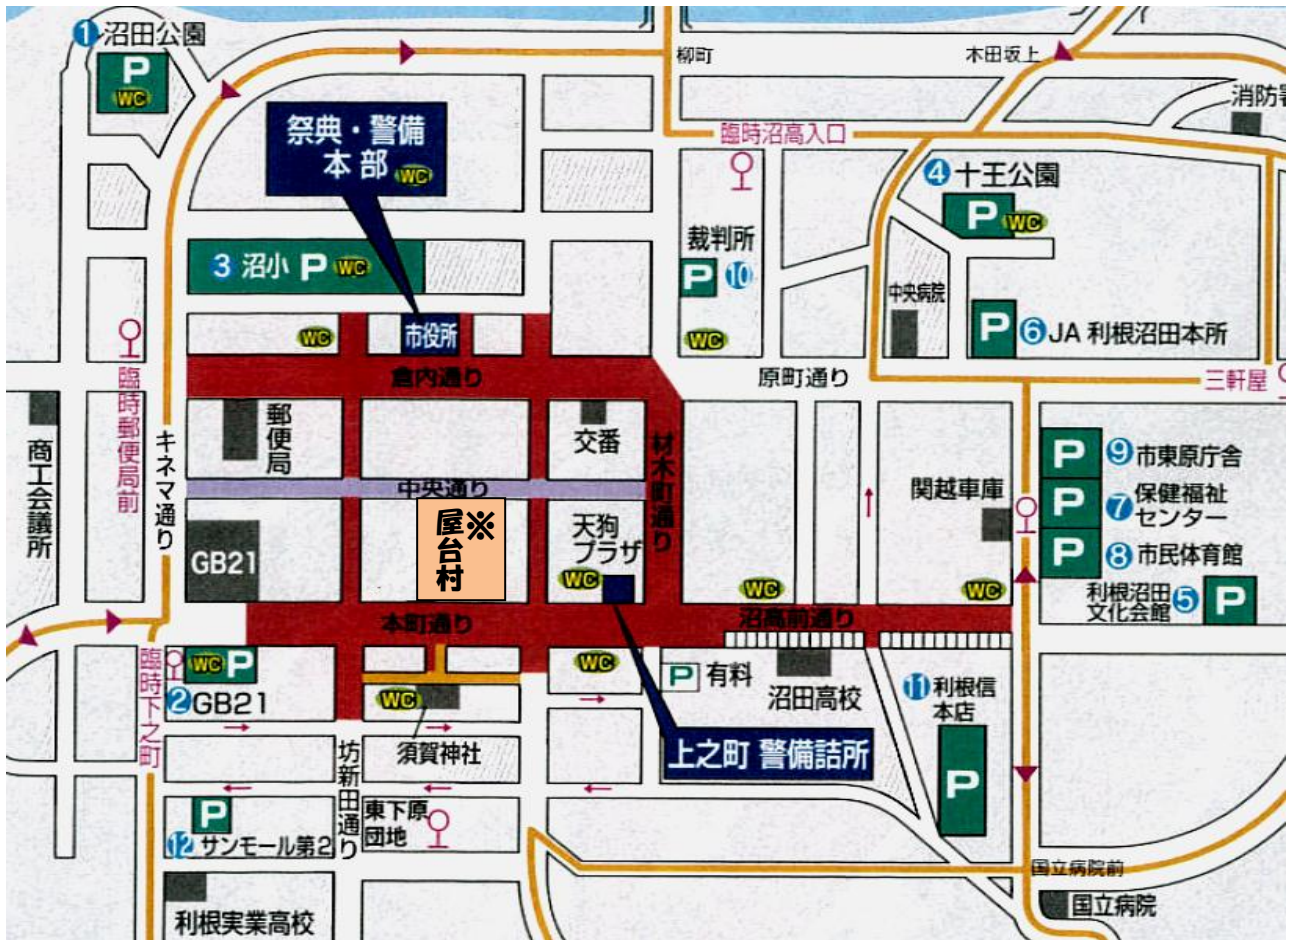 1 沼田公園
P
WC
柳町
木田坂上
消防署
祭典・警備
本部 WC
臨時沼高入口
4 十王公園
P WC
3 沼小 P WC
裁判所
P 10
WC
中央病院
P 6 JA 利根沼田本所
WC
市役所
倉内通り
原町通り
三軒屋
臨時郵便局前
商工会議所
キネマ通り
郵便局
交番
材木町通り
中央通り
GB21
※
屋台村
天狗
プラザ
WC
関越車庫
P 9 市東原庁舎
P 7 保健福祉
センター
P 8 市民体育館
利根沼田
文化会館 5 P
WC
WC
本町通り
沼高前通り
臨時下之町
WC P
2 GB21
WC
須賀神社
WC
P 有料
沼田高校
11 利根信
本店
P
上之町 警備詰所
坊新田通り
P
12 サンモール第2
東下原
団地
利根実業高校
国立病院前
国立病院